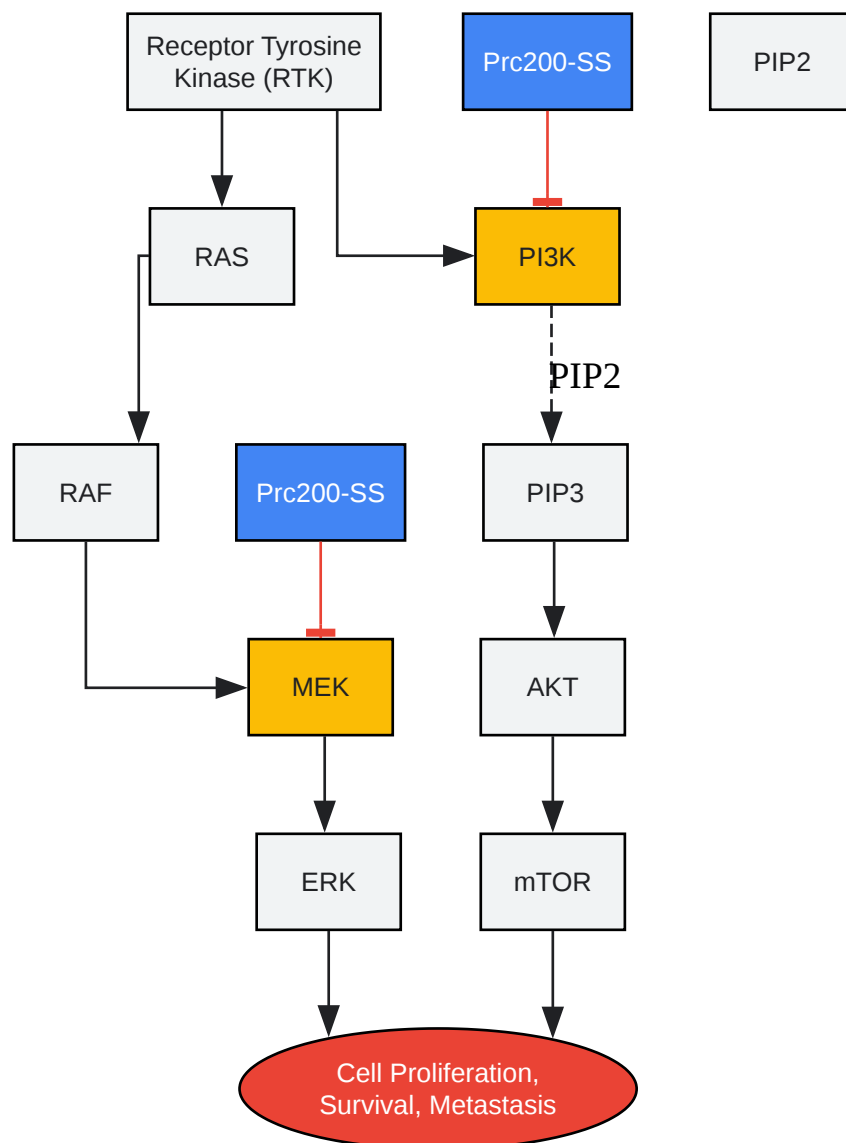 Receptor Tyrosine
Kinase (RTK)
Prc200-SS
PIP2
RAS
PI3K
PIP2
RAF
Prc200-SS
PIP3
MEK
AKT
ERK
mTOR
Cell Proliferation,
Survival, Metastasis